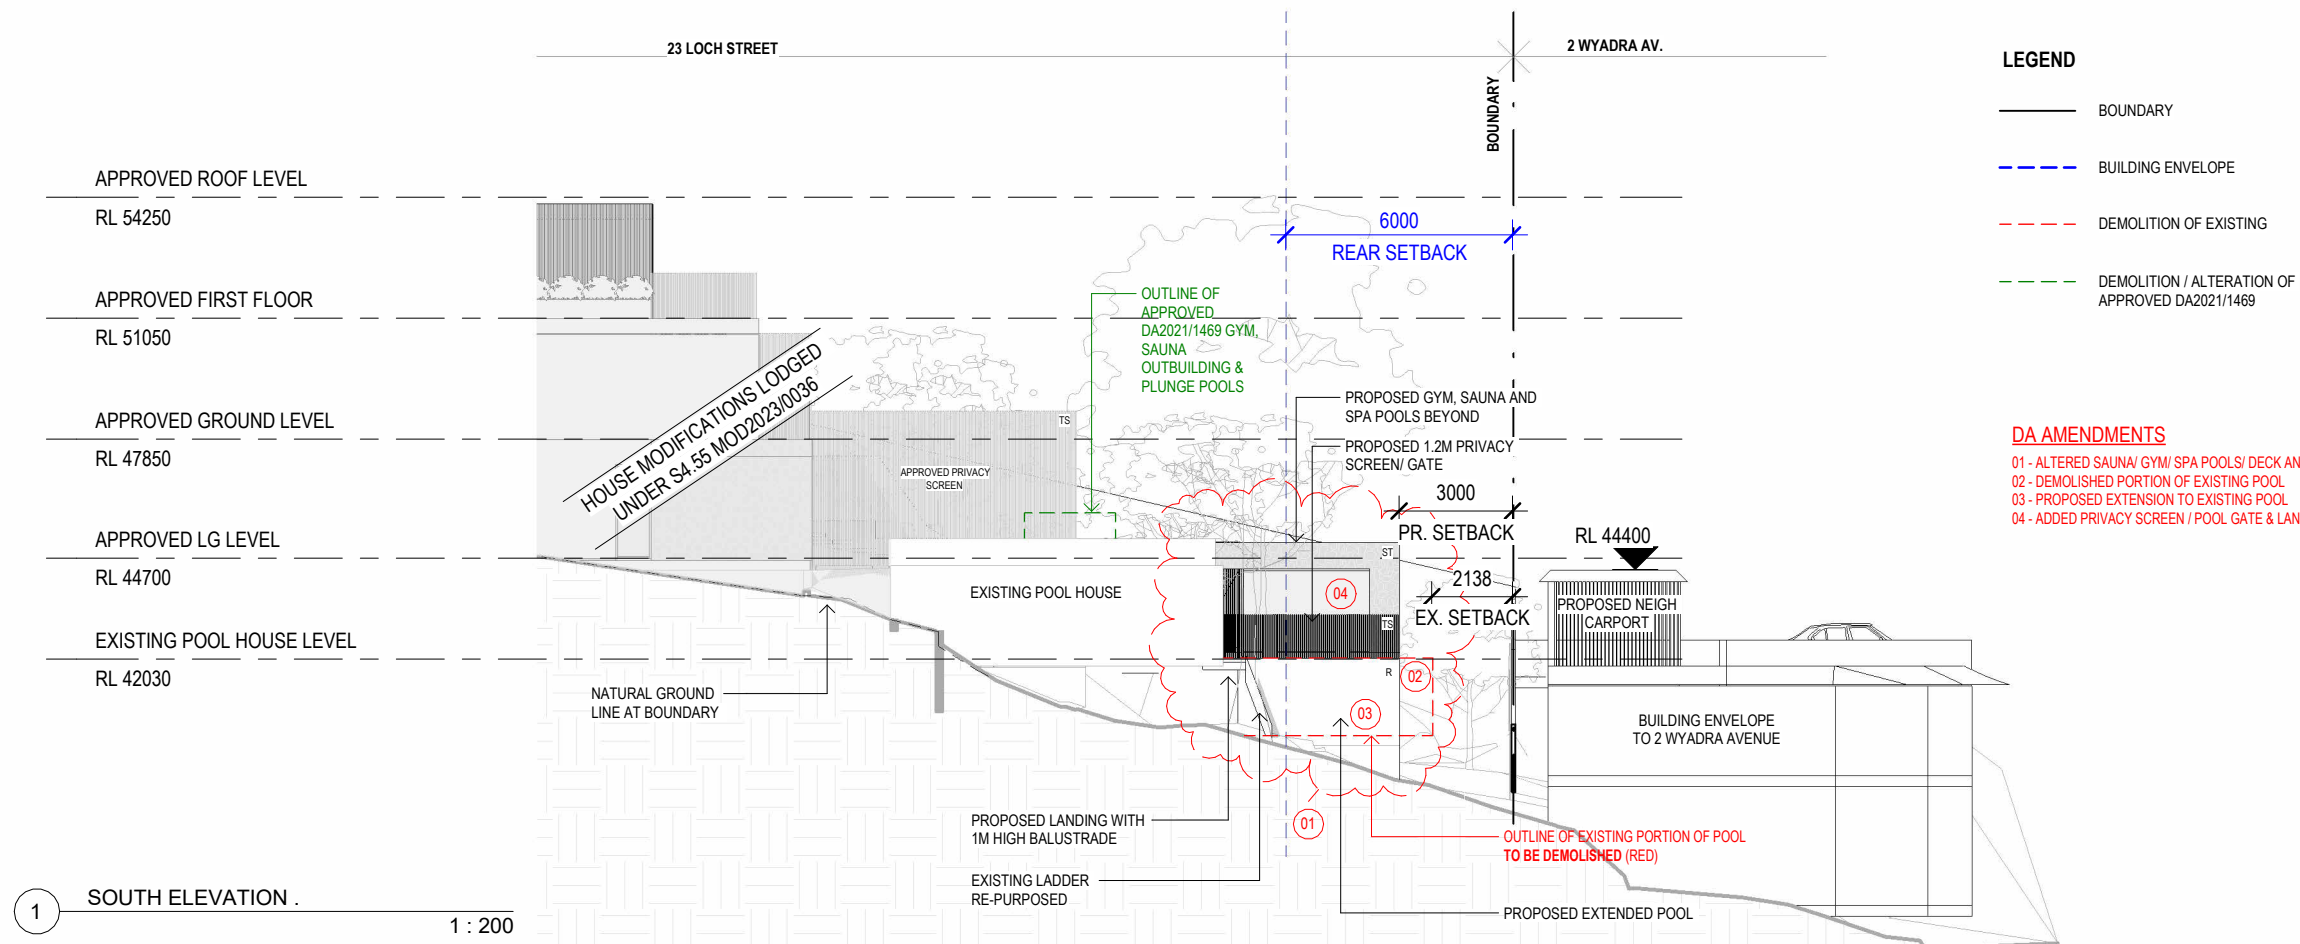 23 LOCH STREET
2 WYADRA AV.
BOUNDARY
LEGEND
BOUNDARY
BUILDING ENVELOPE
DEMOLITION OF EXISTING
DEMOLITION / ALTERATION OF
APPROVED DA2021/1469
APPROVED ROOF LEVEL
RL 54250
APPROVED FIRST FLOOR
RL 51050
APPROVED GROUND LEVEL
RL 47850
APPROVED LG LEVEL
RL 44700
EXISTING POOL HOUSE LEVEL
RL 42030
6000
REAR SETBACK
OUTLINE OF
APPROVED
DA2021/1469 GYM,
SAUNA
OUTBUILDING &
PLUNGE POOLS
HOUSE MODIFICATIONS LODGED
UNDER S4.55 MOD2023/0036
TS
APPROVED PRIVACY
SCREEN
PROPOSED GYM, SAUNA AND
SPA POOLS BEYOND
PROPOSED 1.2M PRIVACY
SCREEN/ GATE
3000
PR. SETBACK
RL 44400
ST
2138
EX. SETBACK
EXISTING POOL HOUSE
04
TS
PROPOSED NEIGH
CARPORT
R
02
03
01
NATURAL GROUND
LINE AT BOUNDARY
BUILDING ENVELOPE
TO 2 WYADRA AVENUE
PROPOSED LANDING WITH
1M HIGH BALUSTRADE
EXISTING LADDER
RE-PURPOSED
OUTLINE OF EXISTING PORTION OF POOL
TO BE DEMOLISHED (RED)
PROPOSED EXTENDED POOL
DA AMENDMENTS
01 - ALTERED SAUNA/ GYM/ SPA POOLS/ DECK AN
02 - DEMOLISHED PORTION OF EXISTING POOL
03 - PROPOSED EXTENSION TO EXISTING POOL
04 - ADDED PRIVACY SCREEN / POOL GATE & LAN
1
SOUTH ELEVATION .
1 : 200